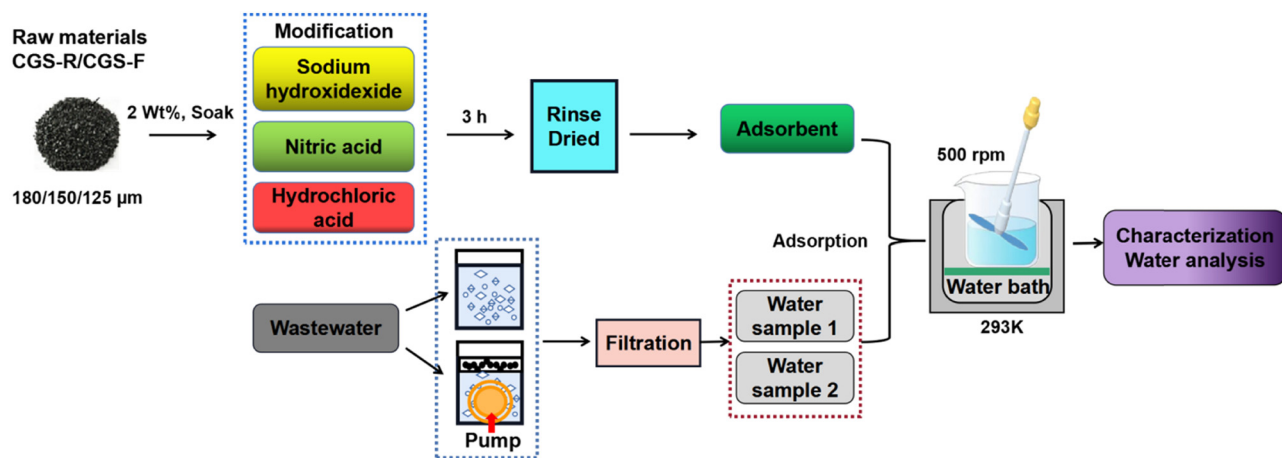 Raw materials
CGS-R/CGS-F
180/150/125 µm
2 Wt%, Soak
Modification
Sodium
hydroxidexide
Nitric acid
Hydrochloric
acid
3 h
Rinse
Dried
Adsorbent
Wastewater
Pump
Filtration
Water
sample 1
Water
sample 2
Adsorption
500 rpm
Water bath
293K
Characterization
Water analysis